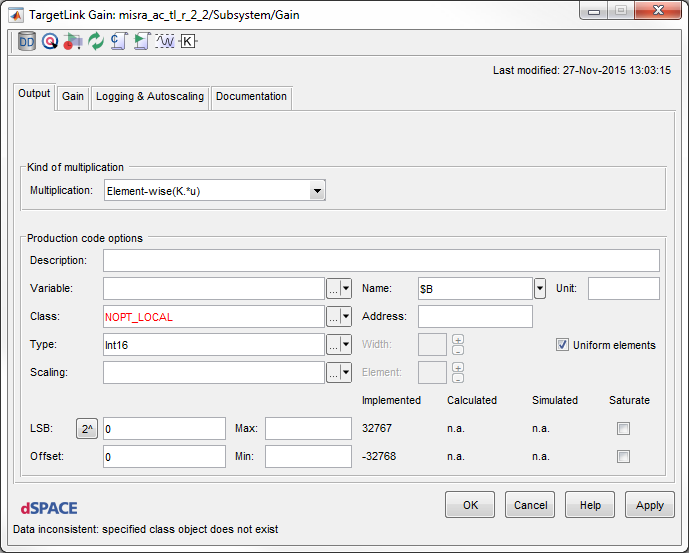 TargetLink Gain: misra_ac_tl_r_2_2/Subsystem/Gain
DD
K
Last modified: 27-Nov-2015 13:03:15
Output Gain Logging & Autoscaling Documentation
Kind of multiplication
Multiplication: Element-wise(K.*u)
Production code options
Description:
Variable: ... Name: $B Unit:
Class: NOPT_LOCAL ... Address:
Type: Int16 ... Width: + - Uniform elements
Scaling: ... Element: + -
Implemented Calculated Simulated Saturate
LSB: 2^ 0 Max: 32767 n.a. n.a.
Offset: 0 Min: -32768 n.a. n.a.
dSPACE OK Cancel Help Apply
Data inconsistent: specified class object does not exist